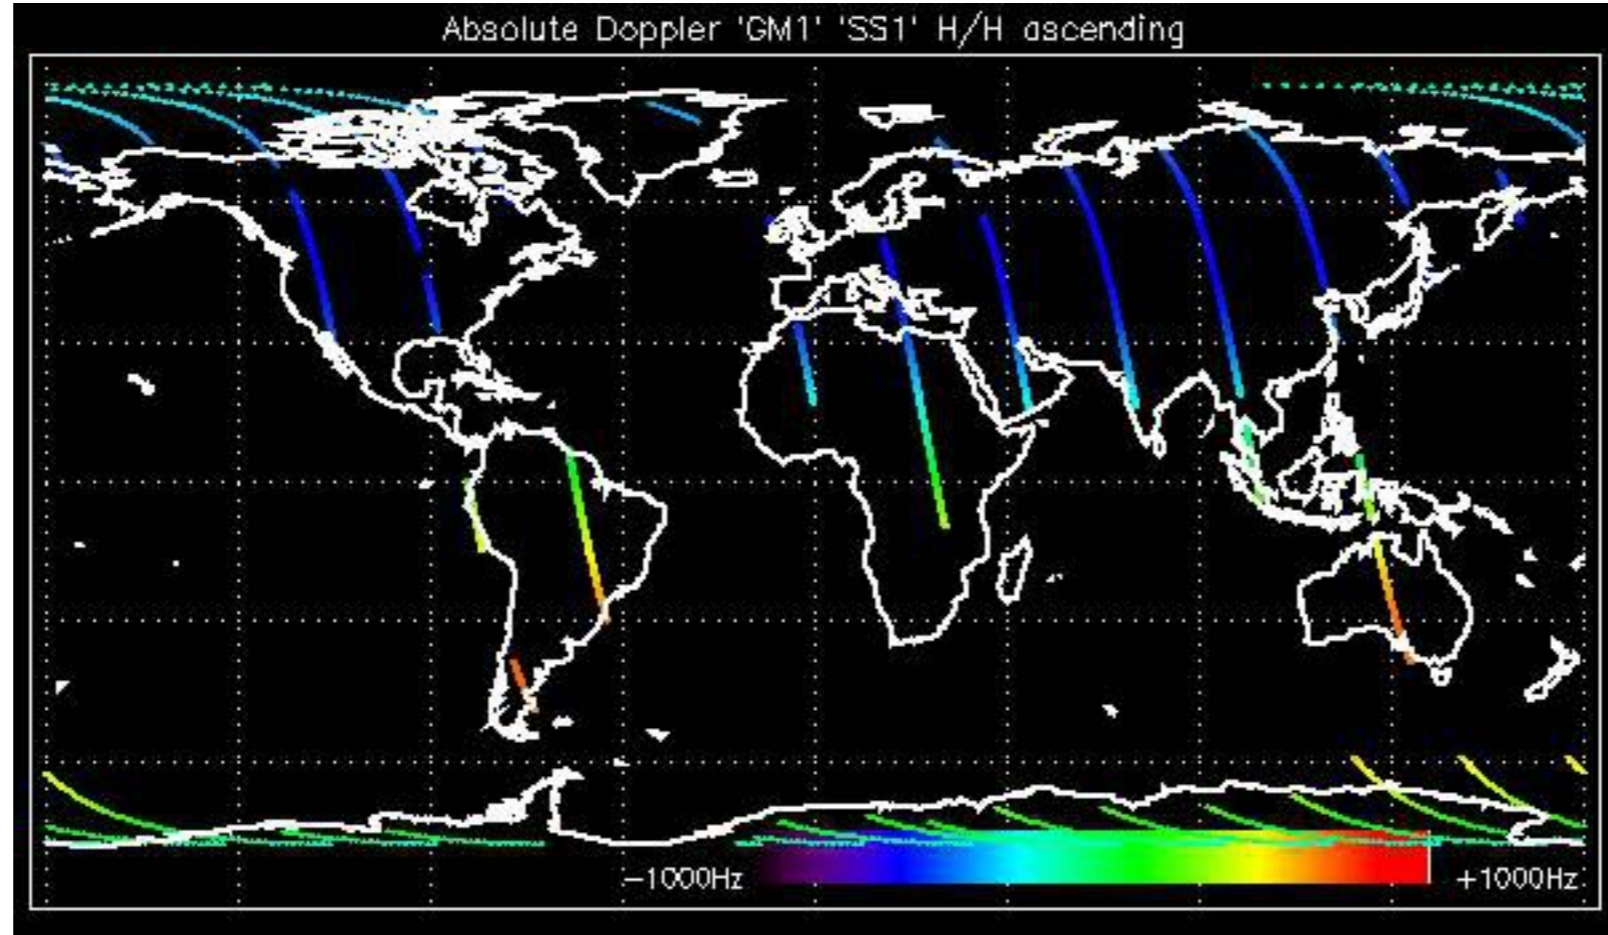 Absolute Doppler 'GM1' 'SS1' H/H ascending
-1000Hz
+1000Hz